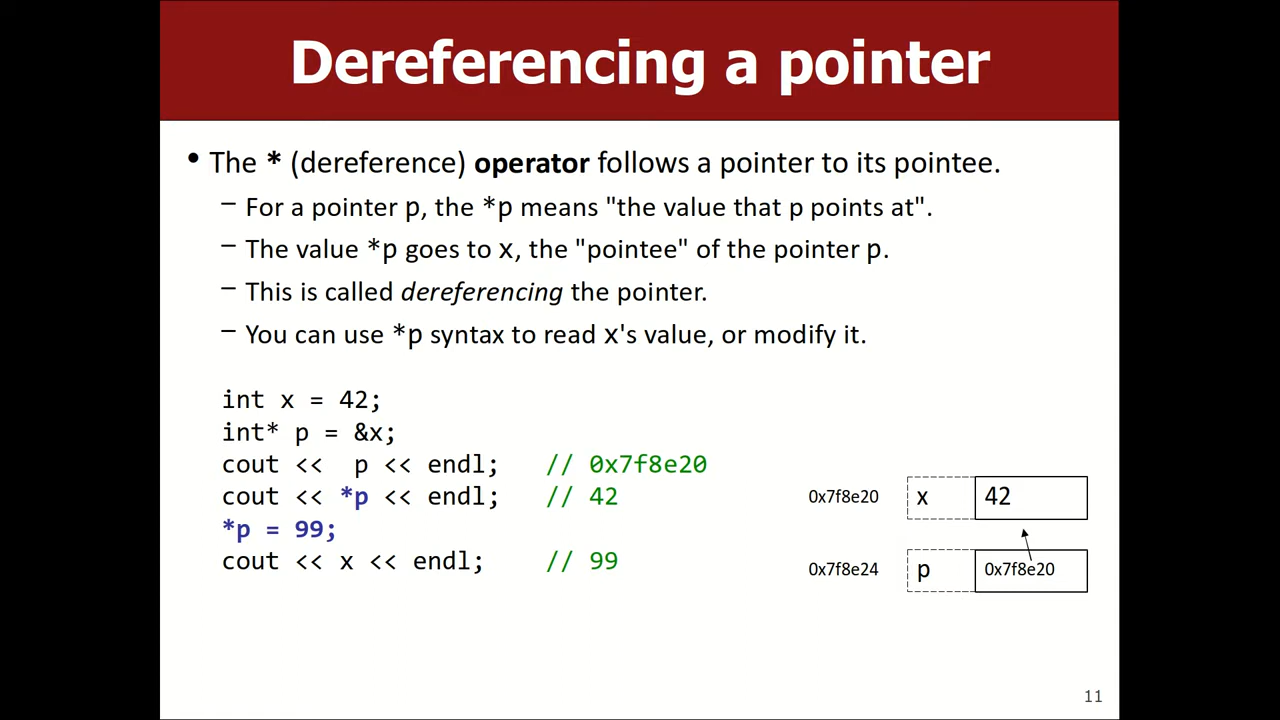 Dereferencing a pointer
• The * (dereference) operator follows a pointer to its pointee.
– For a pointer p, the *p means "the value that p points at".
– The value *p goes to x, the "pointee" of the pointer p.
– This is called dereferencing the pointer.
– You can use *p syntax to read x's value, or modify it.
int x = 42;
int* p = &x;
cout <<  p << endl;   // 0x7f8e20
cout << *p << endl;   // 42
*p = 99;
cout << x << endl;    // 99
0x7f8e20 x 42
0x7f8e24 p 0x7f8e20
11